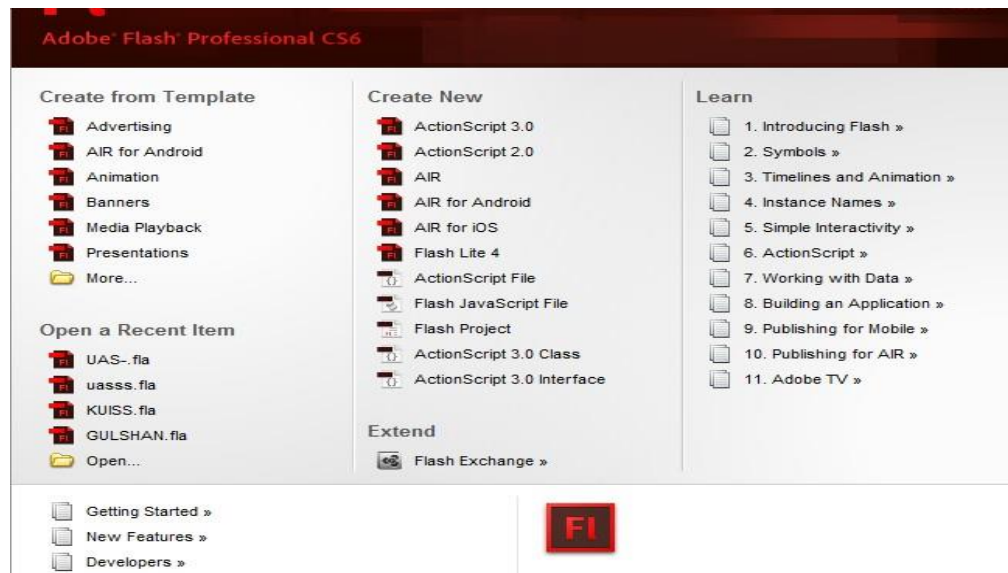 Adobe® Flash® Professional CS6
Create from Template
Advertising
AIR for Android
Animation
Banners
Media Playback
Presentations
More...
Open a Recent Item
UAS-.fla
uasss.fla
KUISS.fla
GULSHAN.fla
Open...
Create New
ActionScript 3.0
ActionScript 2.0
AIR
AIR for Android
AIR for iOS
Flash Lite 4
ActionScript File
Flash JavaScript File
Flash Project
ActionScript 3.0 Class
ActionScript 3.0 Interface
Extend
Flash Exchange »
Learn
1. Introducing Flash »
2. Symbols »
3. Timelines and Animation »
4. Instance Names »
5. Simple Interactivity »
6. ActionScript »
7. Working with Data »
8. Building an Application »
9. Publishing for Mobile »
10. Publishing for AIR »
11. Adobe TV »
Getting Started »
New Features »
Developers »
Fl